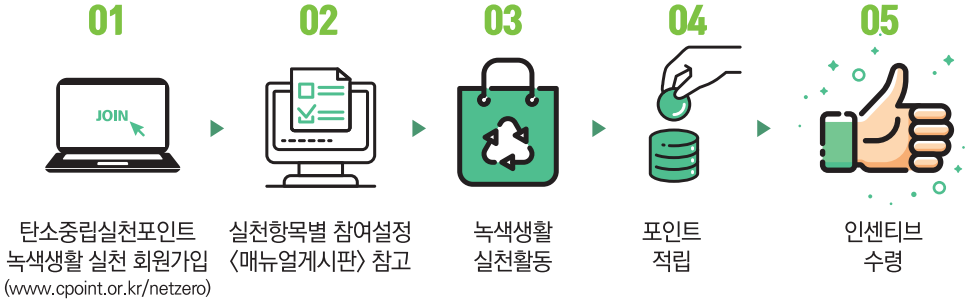 01
02
03
04
05
JOIN
탄소중립실천포인트
녹색생활 실천 회원가입
(www.cpoint.or.kr/netzero)
실천항목별 참여설정
〈매뉴얼게시판〉 참고
녹색생활
실천활동
포인트
적립
인센티브
수령